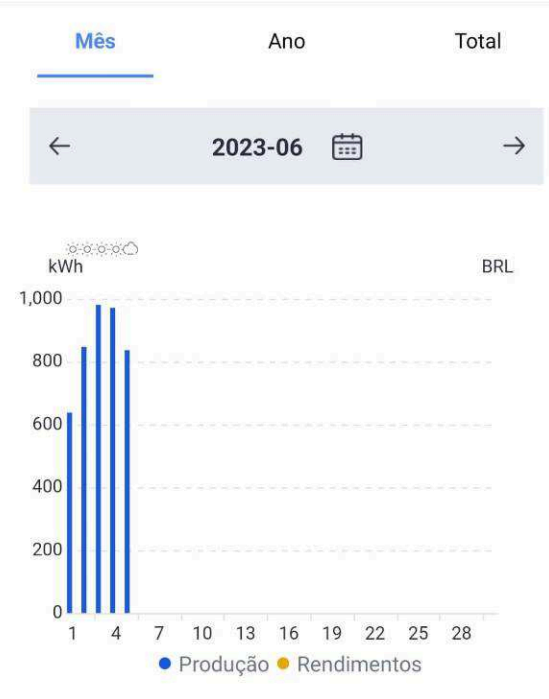 Mês Ano Total
2023-06
kWh BRL
1,000
800
600
400
200
0
1 4 7 10 13 16 19 22 25 28
Produção Rendimentos